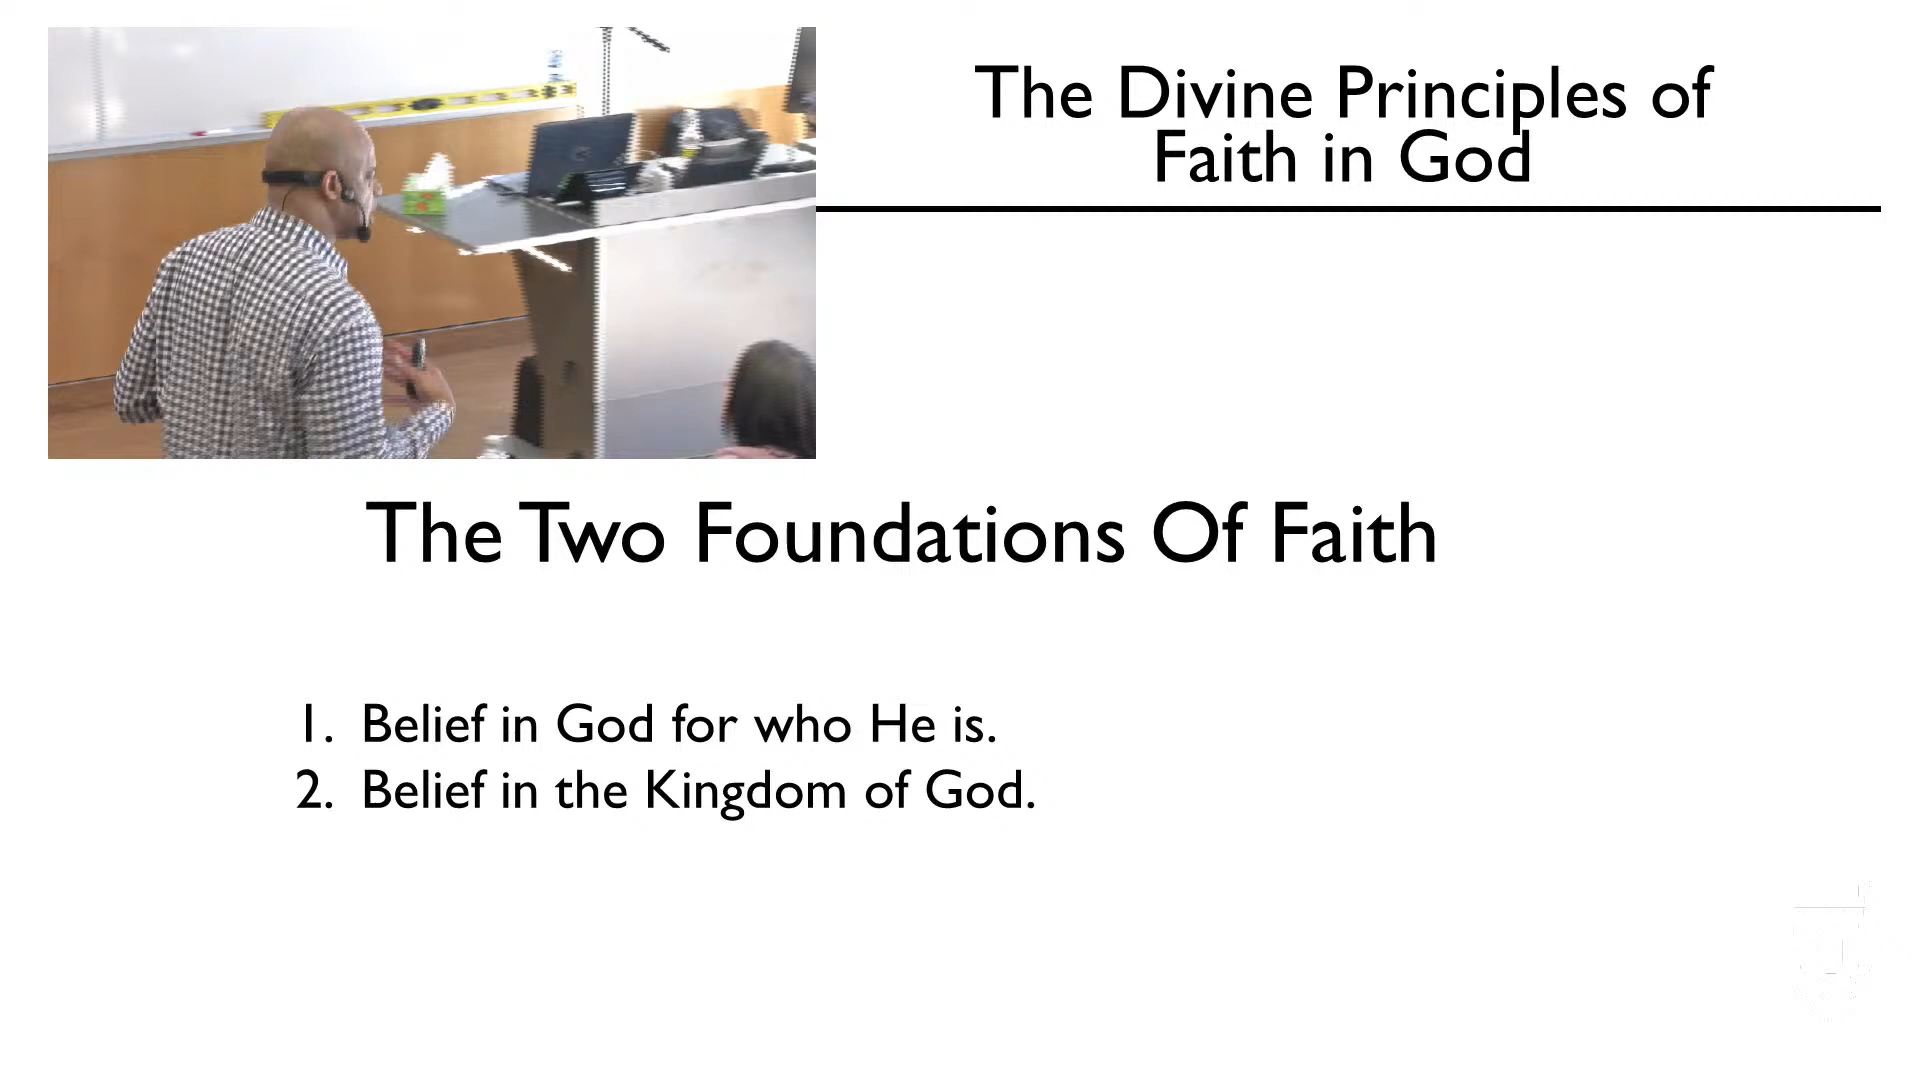 The Divine Principles of
Faith in God
The Two Foundations Of Faith
1. Belief in God for who He is.
2. Belief in the Kingdom of God.